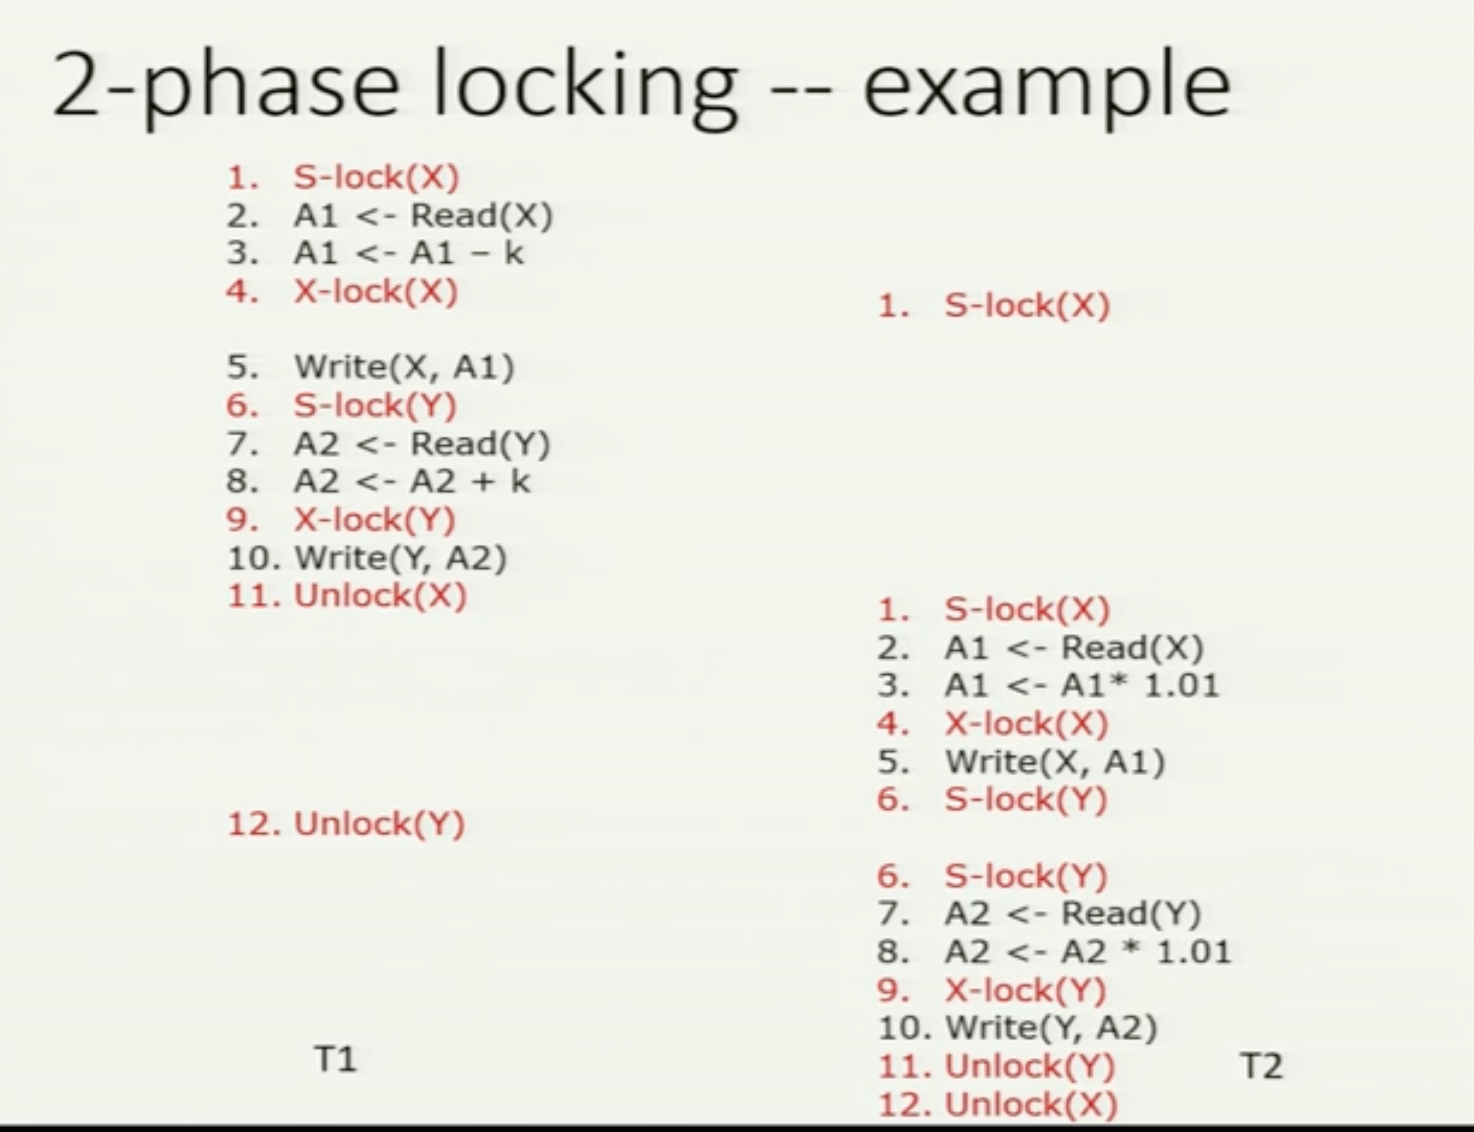 2-phase locking -- example
1. S-lock(X)
2. A1 <- Read(X)
3. A1 <- A1 – k
4. X-lock(X)
1. S-lock(X)
5. Write(X, A1)
6. S-lock(Y)
7. A2 <- Read(Y)
8. A2 <- A2 + k
9. X-lock(Y)
10. Write(Y, A2)
11. Unlock(X)
1. S-lock(X)
2. A1 <- Read(X)
3. A1 <- A1* 1.01
4. X-lock(X)
5. Write(X, A1)
6. S-lock(Y)
12. Unlock(Y)
6. S-lock(Y)
7. A2 <- Read(Y)
8. A2 <- A2 * 1.01
9. X-lock(Y)
10. Write(Y, A2)
11. Unlock(Y)
12. Unlock(X)
T1
T2